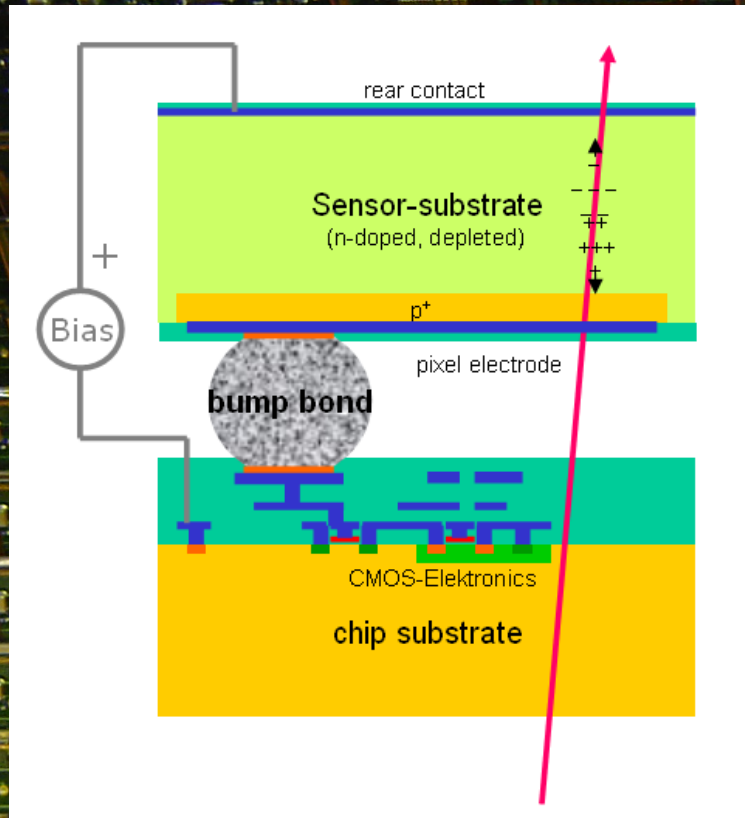 rear contact
Sensor-substrate
(n-doped, depleted)
+
Bias
p⁺
pixel electrode
bump bond
CMOS-Elektronics
chip substrate
+
-
- - -
++
+++
+